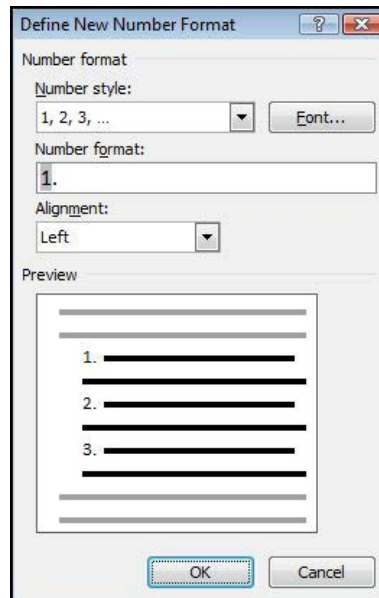 Define New Number Format
Number format
Number style:
1, 2, 3, ...
Font...
Number format:
1.
Alignment:
Left
Preview
1.
2.
3.
OK Cancel